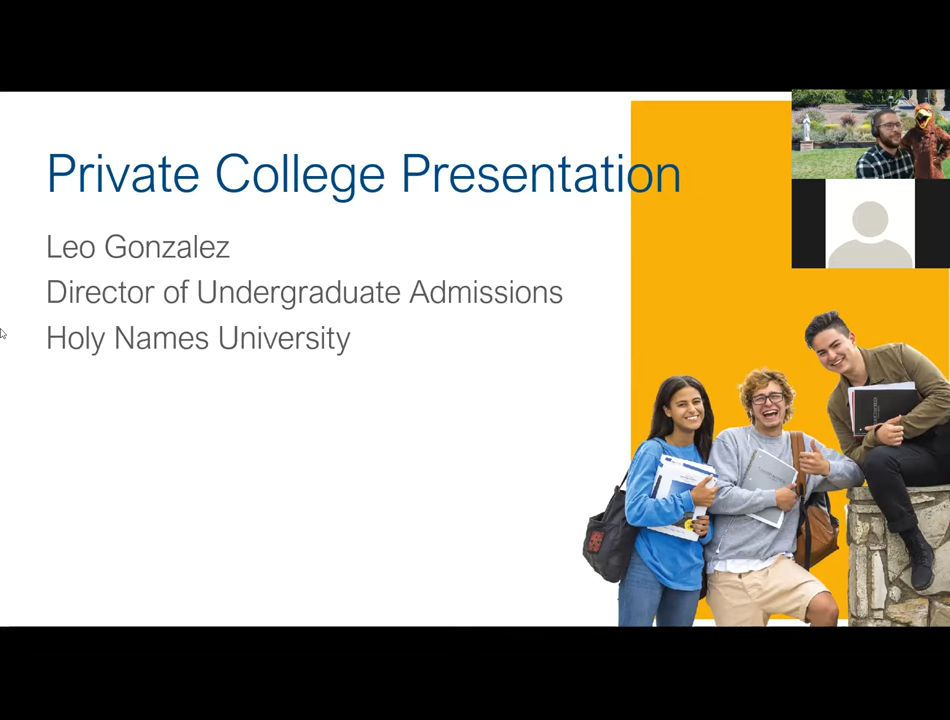 Private College Presentation
Leo Gonzalez
Director of Undergraduate Admissions
Holy Names University